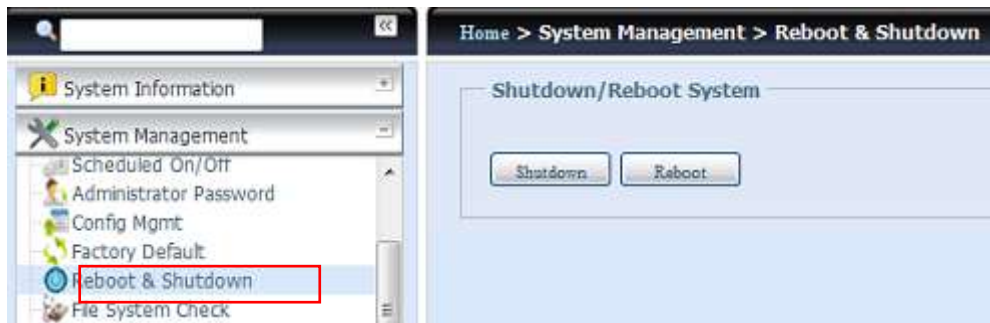 Home > System Management > Reboot & Shutdown
System Information
System Management
Scheduled On/Off
Administrator Password
Config Mgmt
Factory Default
Reboot & Shutdown
File System Check
Shutdown/Reboot System
Shutdown Reboot